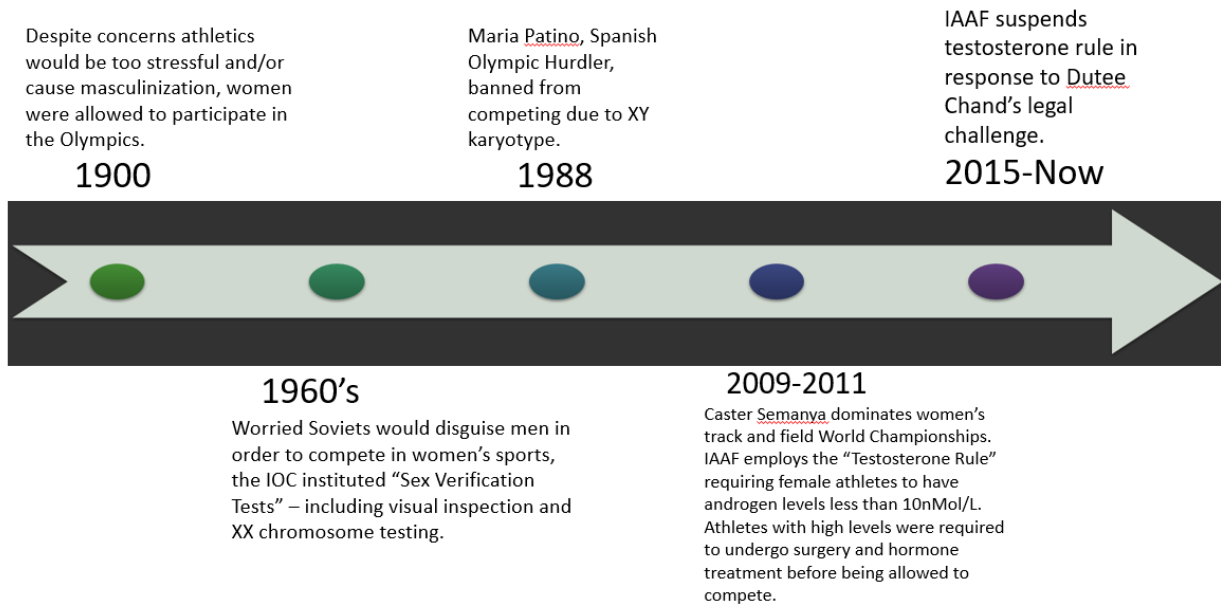 Despite concerns athletics
would be too stressful and/or
cause masculinization, women
were allowed to participate in
the Olympics.
1900
Maria Patino, Spanish
Olympic Hurdler,
banned from
competing due to XY
karyotype.
1988
IAAF suspends
testosterone rule in
response to Dutee
Chand’s legal
challenge.
2015-Now
1960’s
Worried Soviets would disguise men in
order to compete in women’s sports,
the IOC instituted “Sex Verification
Tests” – including visual inspection and
XX chromosome testing.
2009-2011
Caster Semanya dominates women’s
track and field World Championships.
IAAF employs the “Testosterone Rule”
requiring female athletes to have
androgen levels less than 10nMol/L.
Athletes with high levels were required
to undergo surgery and hormone
treatment before being allowed to
compete.